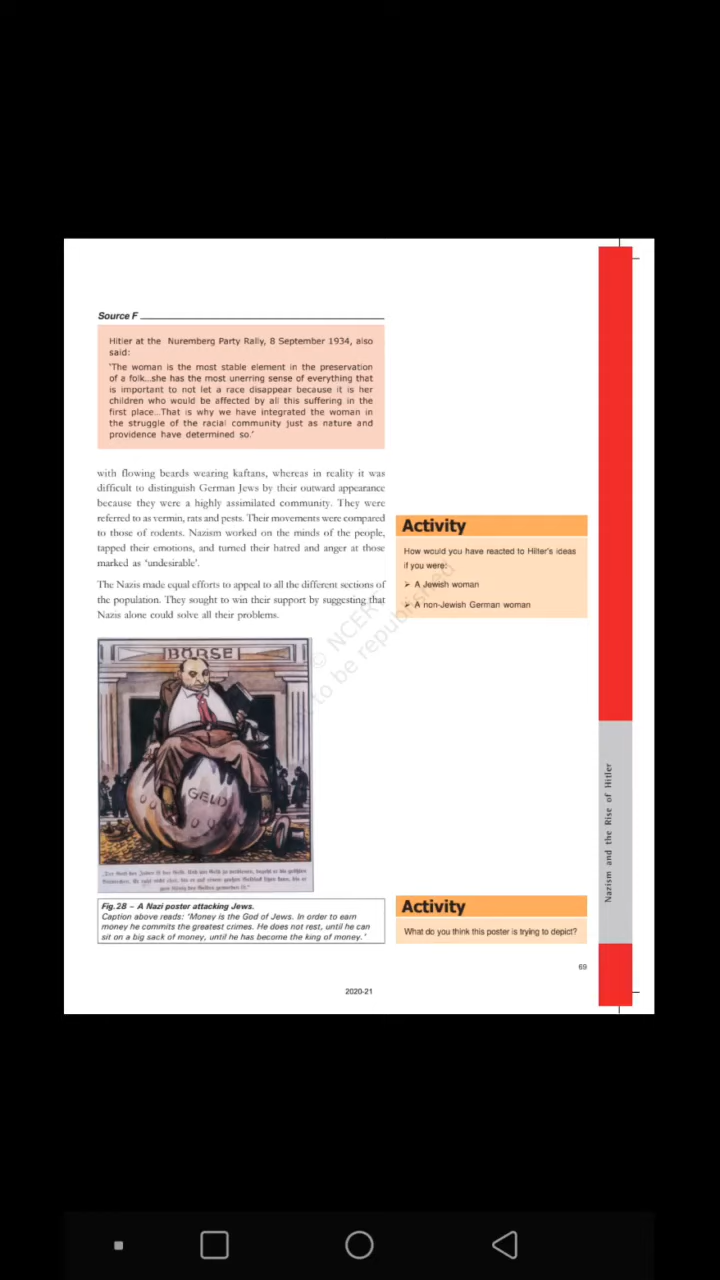 Source F
Hitler at the Nuremberg Party Rally, 8 September 1934, also
said:
'The woman is the most stable element in the preservation
of a folk...she has the most unerring sense of everything that
is important to not let a race disappear because it is her
children who would be affected by all this suffering in the
first place...That is why we have integrated the woman in
the struggle of the racial community just as nature and
providence have determined so.'
with flowing beards wearing kaftans, whereas in reality it was
difficult to distinguish German Jews by their outward appearance
because they were a highly assimilated community. They were
referred to as vermin, rats and pests. Their movements were compared
to those of rodents. Nazism worked on the minds of the people,
tapped their emotions, and turned their hatred and anger at those
marked as 'undesirable'.
The Nazis made equal efforts to appeal to all the different sections of
the population. They sought to win their support by suggesting that
Nazis alone could solve all their problems.
Activity
How would you have reacted to Hilter's ideas
if you were:
➢ A Jewish woman
➢ A non-Jewish German woman
© NCERT
to be republished
BÖRSE
GELD
Fig.28 – A Nazi poster attacking Jews.
Caption above reads: 'Money is the God of Jews. In order to earn
money he commits the greatest crimes. He does not rest, until he can
sit on a big sack of money, until he has become the king of money.'
Activity
What do you think this poster is trying to depict?
Nazism and the Rise of Hitler
69
2020-21